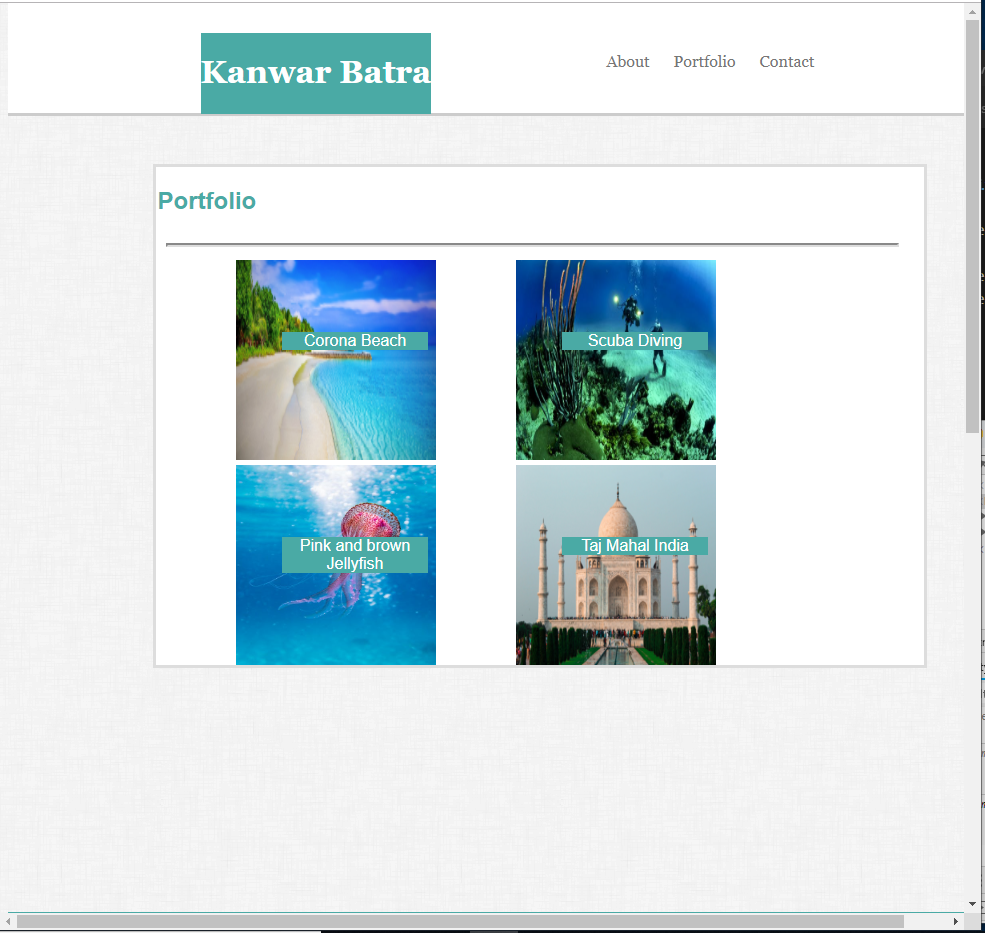 Kanwar Batra
About Portfolio Contact
Portfolio
Corona Beach
Scuba Diving
Pink and brown
Jellyfish
Taj Mahal India